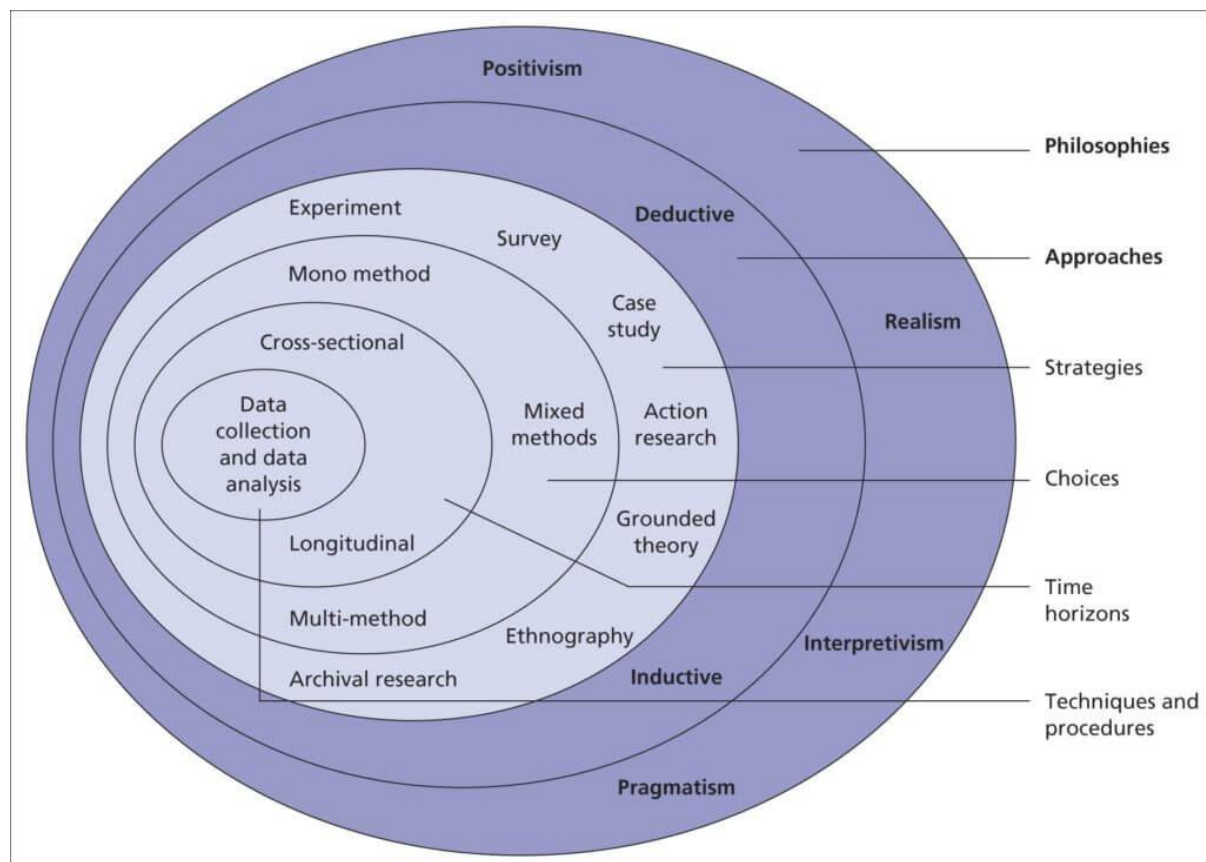 Positivism
Philosophies
Experiment
Deductive
Survey
Approaches
Mono method
Case
study
Realism
Cross-sectional
Strategies
Data
collection
and data
analysis
Mixed
methods
Action
research
Choices
Grounded
theory
Longitudinal
Time
horizons
Multi-method
Ethnography
Interpretivism
Archival research
Inductive
Techniques and
procedures
Pragmatism